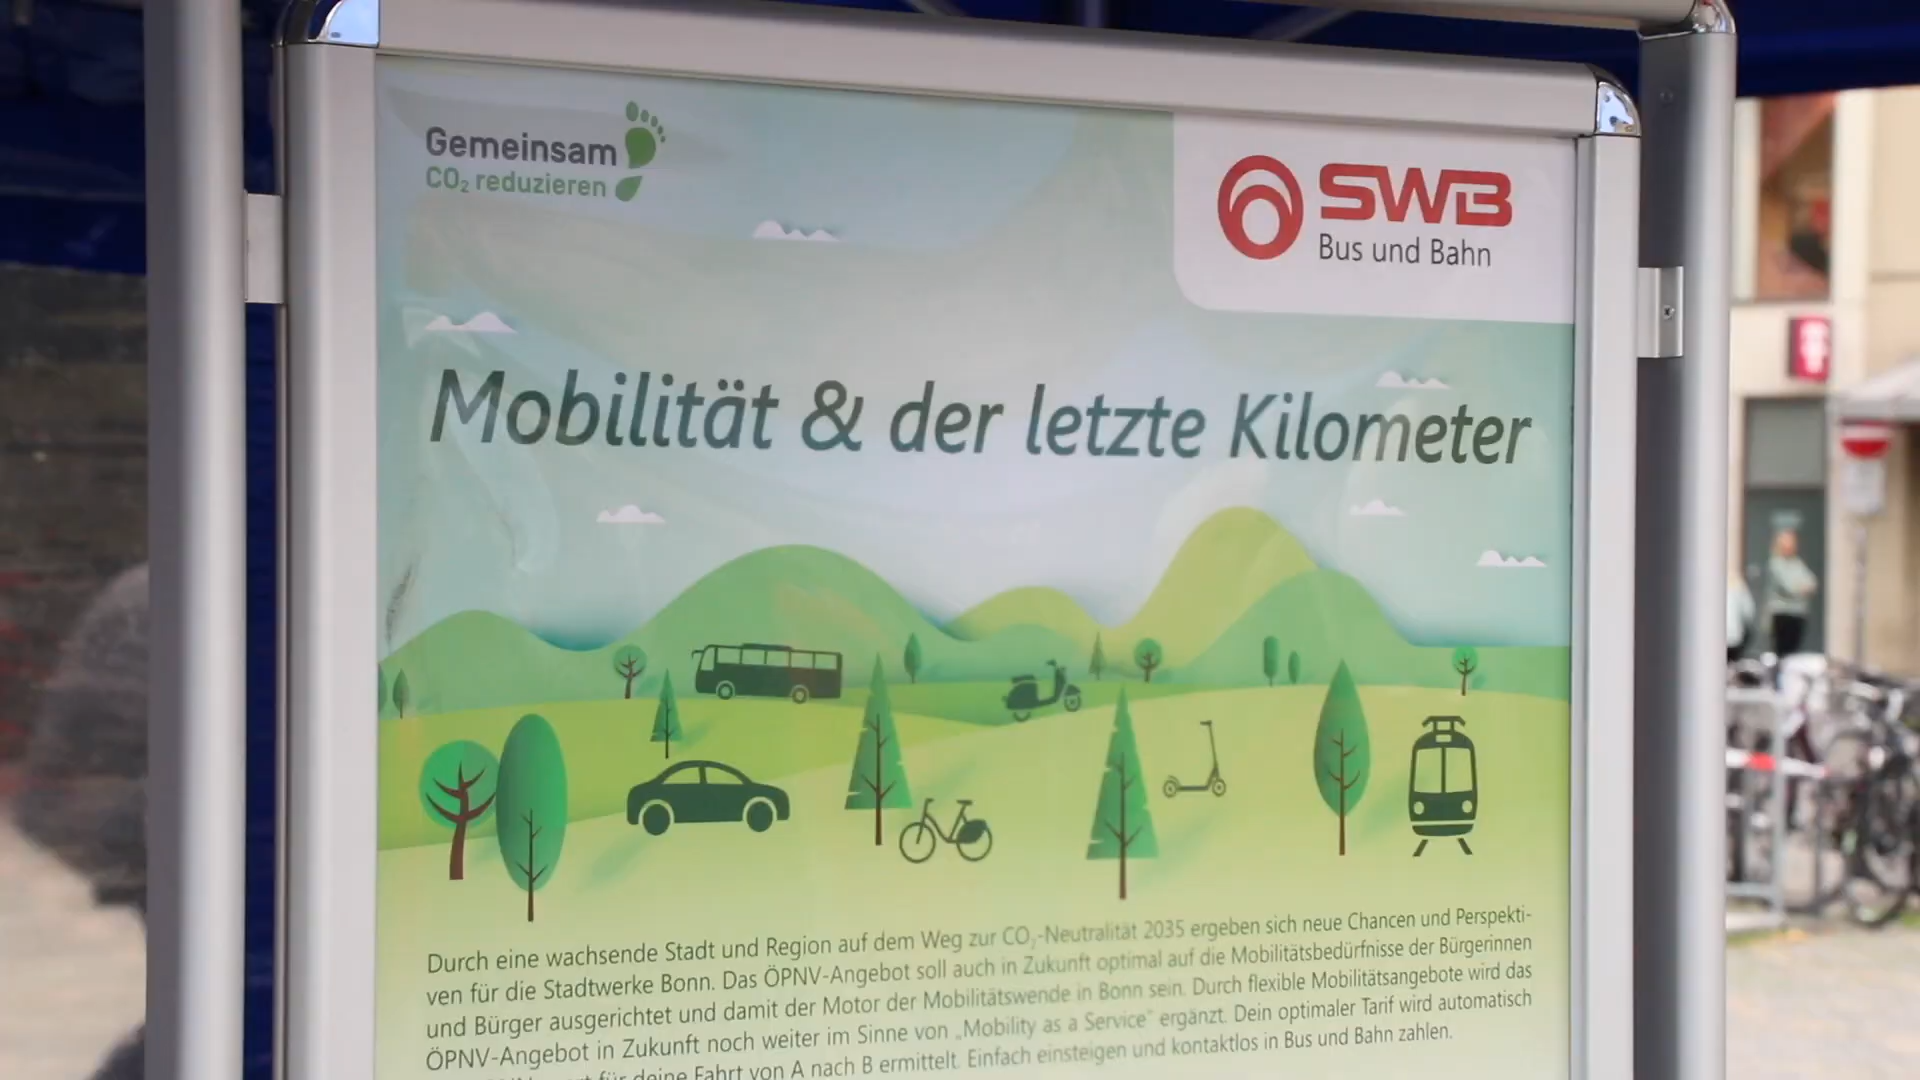 Gemeinsam
CO₂ reduzieren
SWB
Bus und Bahn
Mobilität & der letzte Kilometer
Durch eine wachsende Stadt und Region auf dem Weg zur CO₂-Neutralität 2035 ergeben sich neue Chancen und Perspekti-
ven für die Stadtwerke Bonn. Das ÖPNV-Angebot soll auch in Zukunft optimal auf die Mobilitätsbedürfnisse der Bürgerinnen
und Bürger ausgerichtet und damit der Motor der Mobilitätswende in Bonn sein. Durch flexible Mobilitätsangebote wird das
ÖPNV-Angebot in Zukunft noch weiter im Sinne von „Mobility as a Service“ ergänzt. Dein optimaler Tarif wird automatisch
für deine Fahrt von A nach B ermittelt. Einfach einsteigen und kontaktlos in Bus und Bahn zahlen.